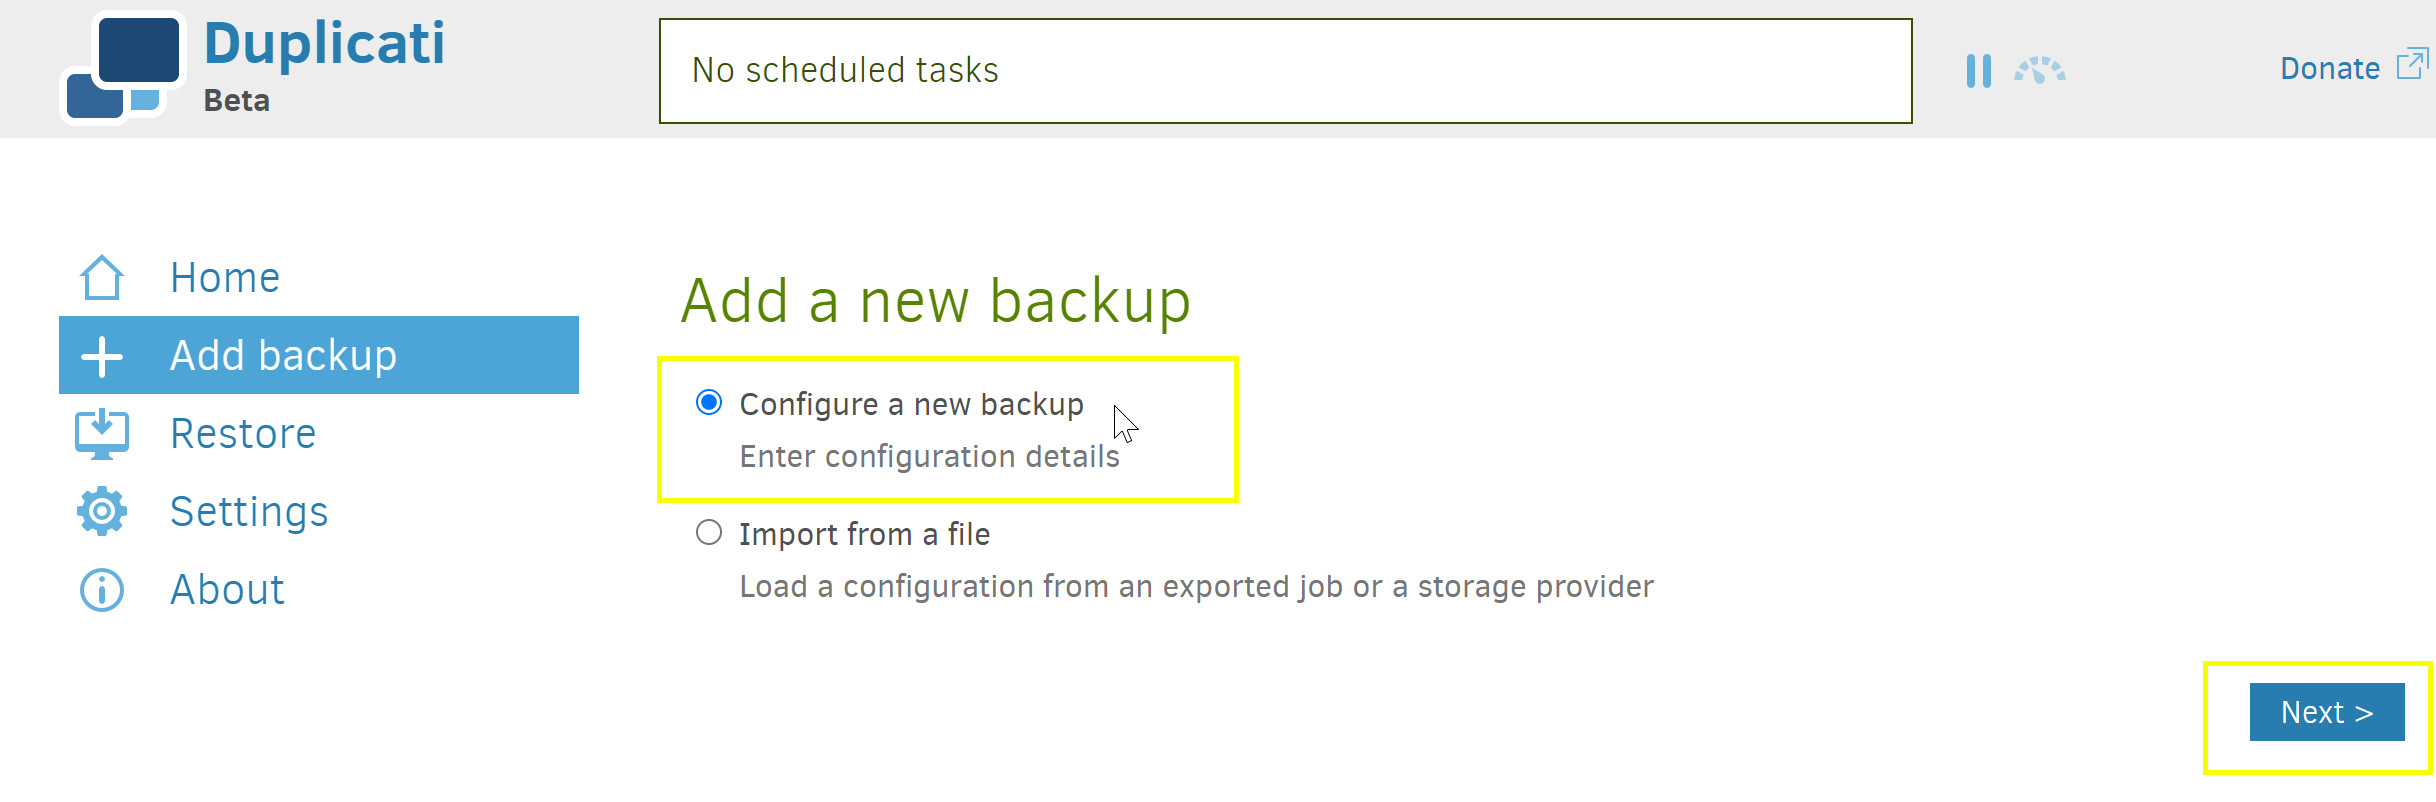 Duplicati
Beta
No scheduled tasks
Donate
Home
Add backup
Restore
Settings
About
Add a new backup
Configure a new backup
Enter configuration details
Import from a file
Load a configuration from an exported job or a storage provider
Next >